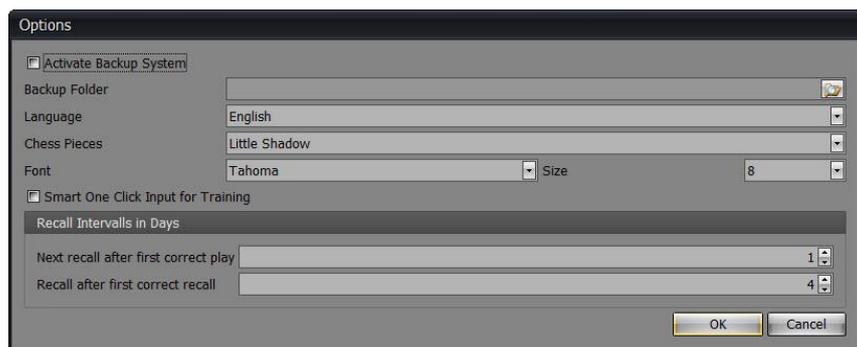 Options
Activate Backup System
Backup Folder
Language English
Chess Pieces Little Shadow
Font Tahoma Size 8
Smart One Click Input for Training
Recall Intervalls in Days
Next recall after first correct play 1
Recall after first correct recall 4
OK Cancel